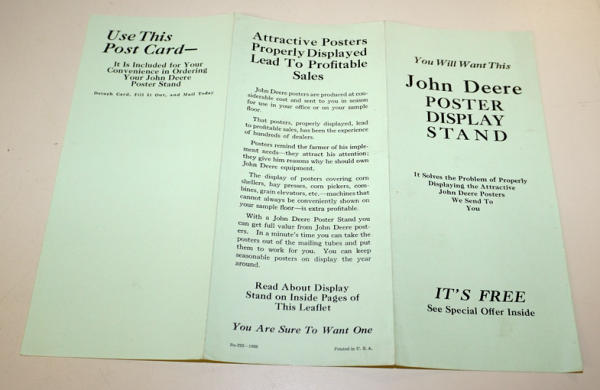 Use This
Post Card—
It Is Included for Your
Convenience in Ordering
Your John Deere
Poster Stand
Detach Card, Fill It Out, and Mail Today
Attractive Posters
Properly Displayed
Lead To Profitable
Sales
John Deere posters are produced at con-
siderable cost and sent to you in season
for use in your office or on your sample
floor.
That posters, properly displayed, lead
to profitable sales, has been the experience
of hundreds of dealers.
Posters remind the farmer of his imple-
ment needs—they attract his attention;
they give him reasons why he should own
John Deere equipment.
The display of posters covering corn
shellers, hay presses, corn pickers, com-
bines, grain elevators, etc.—machines that
cannot always be conveniently shown on
your sample floor—is extra profitable.
With a John Deere Poster Stand you
can get full value from John Deere post-
ers. In a minute's time you can take the
posters out of the mailing tubes and put
them to work for you. You can keep
seasonable posters on display the year
around.
Read About Display
Stand on Inside Pages of
This Leaflet
You Are Sure To Want One
Printed in U. S. A.
You Will Want This
John Deere
POSTER
DISPLAY
STAND
It Solves the Problem of Properly
Displaying the Attractive
John Deere Posters
We Send To
You
IT'S FREE
See Special Offer Inside